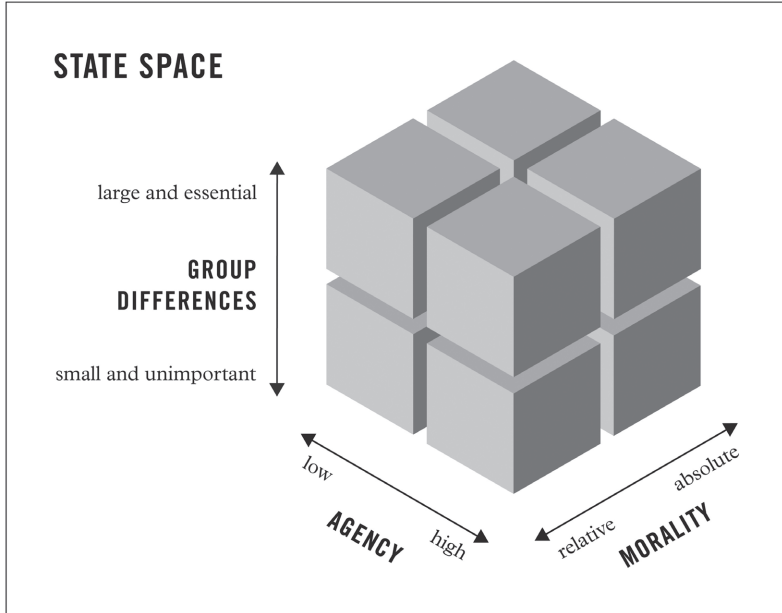 STATE SPACE
large and essential
GROUP
DIFFERENCES
small and unimportant
low
AGENCY
high
relative
MORALITY
absolute